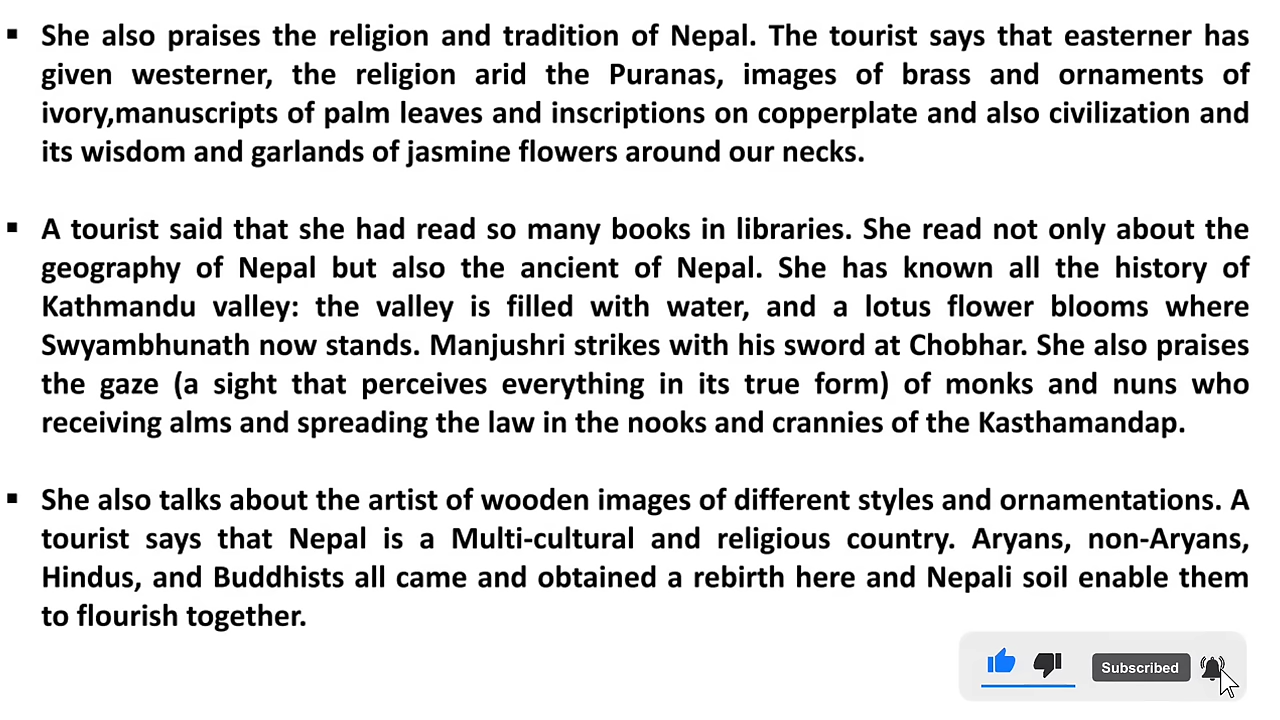 ▪ She also praises the religion and tradition of Nepal. The tourist says that easterner has
given westerner, the religion arid the Puranas, images of brass and ornaments of
ivory,manuscripts of palm leaves and inscriptions on copperplate and also civilization and
its wisdom and garlands of jasmine flowers around our necks.
▪ A tourist said that she had read so many books in libraries. She read not only about the
geography of Nepal but also the ancient of Nepal. She has known all the history of
Kathmandu valley: the valley is filled with water, and a lotus flower blooms where
Swyambhunath now stands. Manjushri strikes with his sword at Chobhar. She also praises
the gaze (a sight that perceives everything in its true form) of monks and nuns who
receiving alms and spreading the law in the nooks and crannies of the Kasthamandap.
▪ She also talks about the artist of wooden images of different styles and ornamentations. A
tourist says that Nepal is a Multi-cultural and religious country. Aryans, non-Aryans,
Hindus, and Buddhists all came and obtained a rebirth here and Nepali soil enable them
to flourish together.
Subscribed